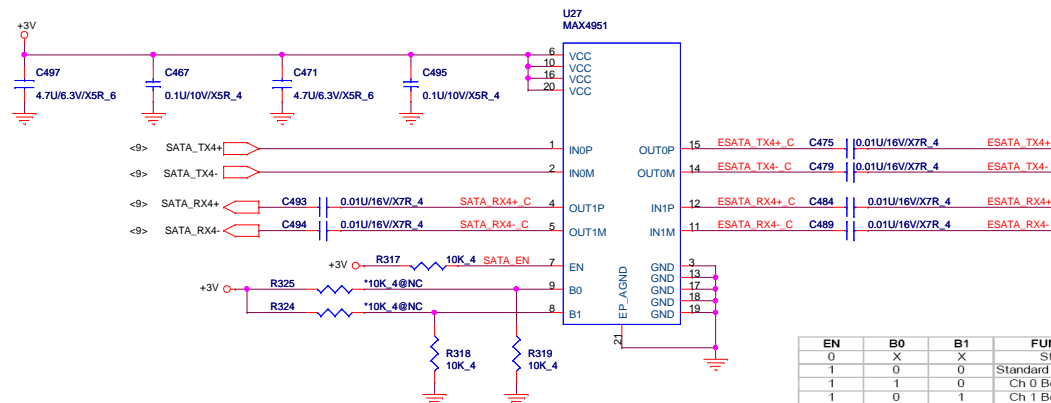 U27
MAX4951
+3V
C497
4.7U/6.3V/X5R_6
C467
0.1U/10V/X5R_4
C471
4.7U/6.3V/X5R_6
C495
0.1U/10V/X5R_4
6 VCC
10 VCC
16 VCC
20 VCC
<9> SATA_TX4+ 1 IN0P OUT0P 15 ESATA_TX4+_C C475 0.01U/16V/X7R_4 ESATA_TX4+
<9> SATA_TX4- 2 IN0M OUT0M 14 ESATA_TX4-_C C479 0.01U/16V/X7R_4 ESATA_TX4-
<9> SATA_RX4+ C493 0.01U/16V/X7R_4 SATA_RX4+_C 4 OUT1P IN1P 12 ESATA_RX4+_C C484 0.01U/16V/X7R_4 ESATA_RX4+
<9> SATA_RX4- C494 0.01U/16V/X7R_4 SATA_RX4-_C 5 OUT1M IN1M 11 ESATA_RX4-_C C489 0.01U/16V/X7R_4 ESATA_RX4-
+3V R317 10K_4 SATA_EN 7 EN GND 3
GND 13
+3V R325 *10K_4@NC 9 B0 GND 17
GND 18
R324 *10K_4@NC 8 B1 GND 19
EP_AGND
21
R318
10K_4
R319
10K_4
EN B0 B1
0 X X
1 0 0 Standard
1 1 0 Ch 0
1 0 1 Ch 1